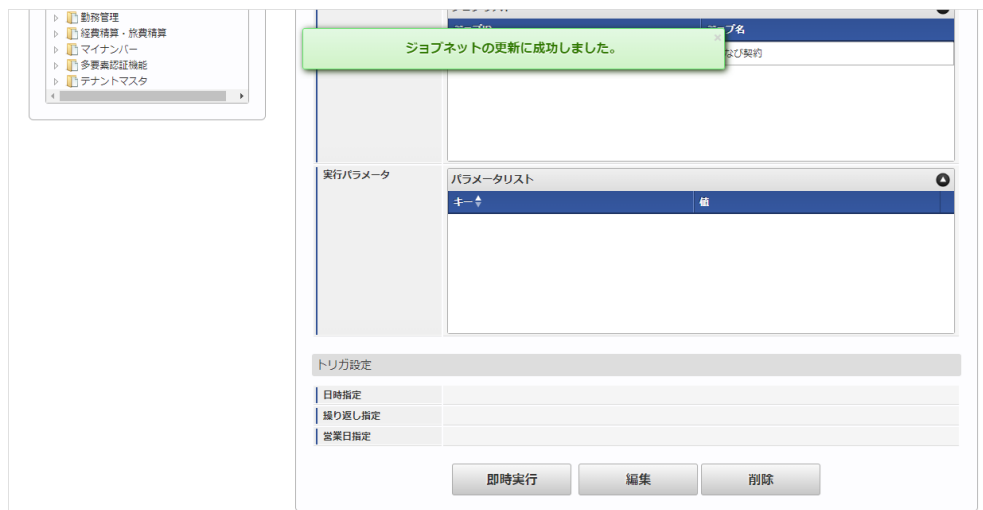 勤務管理
経費精算・旅費精算
マイナンバー
多要素認証機能
テナントマスタ
ジョブネットの更新に成功しました。
×
ブ名
なび契約
実行パラメータ
パラメータリスト
キー
値
トリガ設定
日時指定
繰り返し指定
営業日指定
即時実行
編集
削除